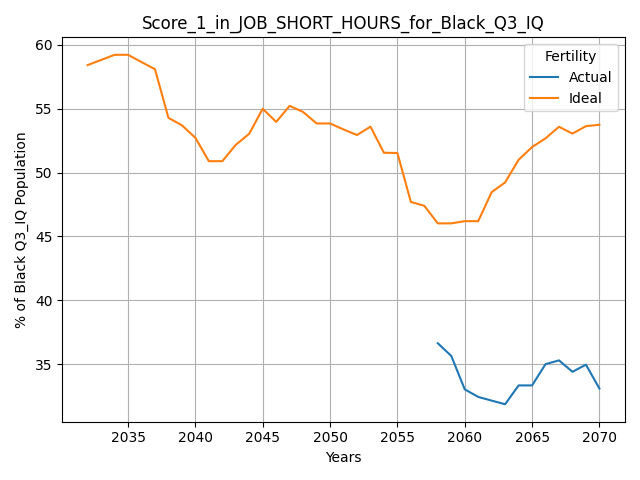 Score_1_in_JOB_SHORT_HOURS_for_Black_Q3_IQ
Fertility
Actual
Ideal
% of Black Q3_IQ Population
60
55
50
45
40
35
2035 2040 2045 2050 2055 2060 2065 2070
Years